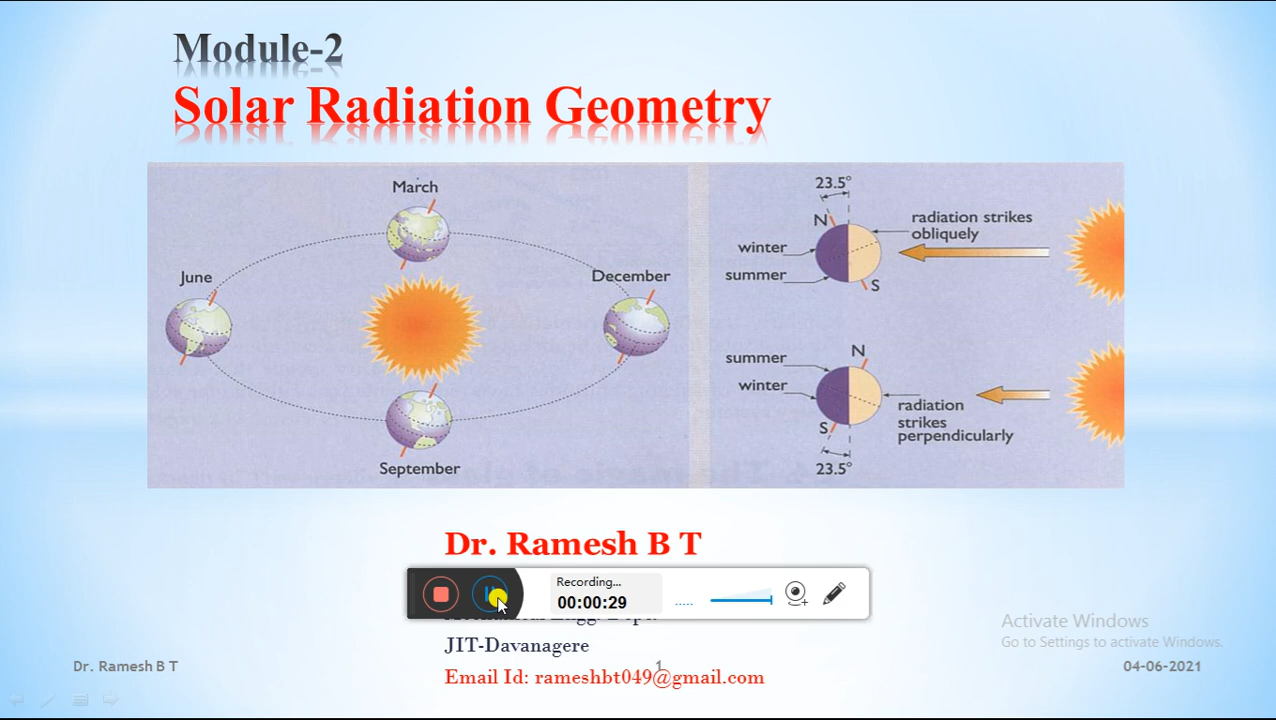 Module-2
Solar Radiation Geometry
March
June
December
September
23.5°
N
radiation strikes
obliquely
winter
summer
S
N
summer
winter
radiation
strikes
perpendicularly
S
23.5°
Dr. Ramesh B T
Recording...
00:00:29
JIT-Davanagere
Email Id: rameshbt049@gmail.com
Activate Windows
Go to Settings to activate Windows.
Dr. Ramesh B T
1
04-06-2021